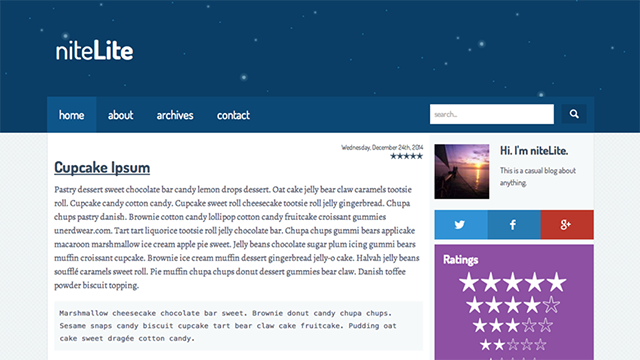 niteLite
home about archives contact search...
Wednesday, December 24th, 2014
Cupcake Ipsum
Pastry dessert sweet chocolate bar candy lemon drops dessert. Oat cake jelly bear claw caramels tootsie
roll. Cupcake candy cotton candy. Cupcake sweet roll cheesecake tootsie roll jelly gingerbread. Chupa
chups pastry danish. Brownie cotton candy lollipop cotton candy fruitcake croissant gummies
unerdwear.com. Tart tart liquorice tootsie roll jelly chocolate bar. Chupa chups gummi bears applicake
macaroon marshmallow ice cream apple pie sweet. Jelly beans chocolate sugar plum icing gummi bears
muffin croissant cupcake. Brownie ice cream muffin dessert gingerbread jelly-o cake. Halvah jelly beans
soufflé caramels sweet roll. Pie muffin chupa chups donut dessert gummies bear claw. Danish toffee
powder biscuit topping.
Marshmallow cheesecake chocolate bar sweet. Brownie donut candy chupa chups.
Sesame snaps candy biscuit cupcake tart bear claw cake fruitcake. Pudding oat
cake sweet dragée cotton candy.
Hi. I'm niteLite.
This is a casual blog about
anything.
f g+
Ratings